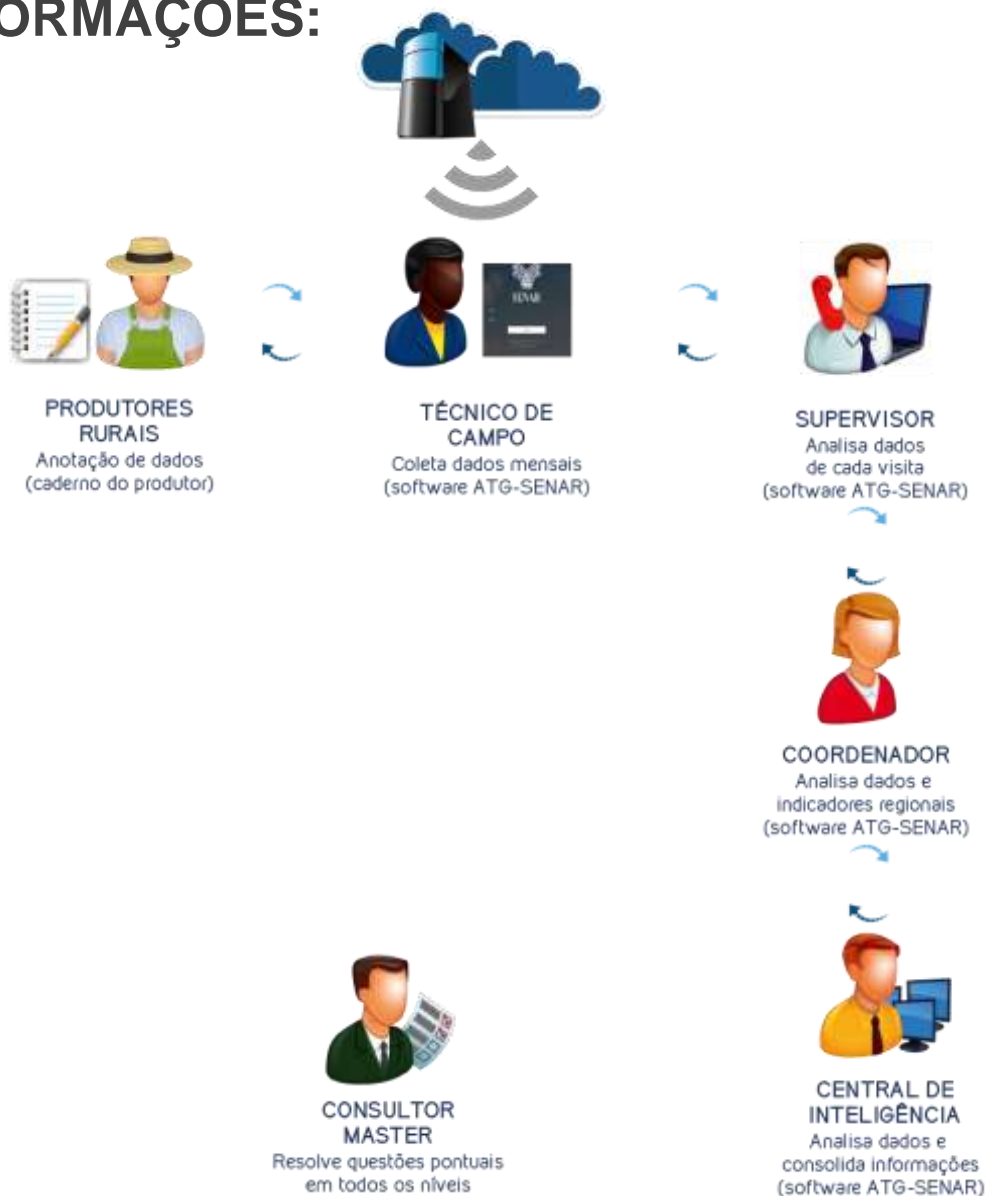 ORMAÇÕES:
SENAR
PRODUTORES
RURAIS
Anotação de dados
(caderno do produtor)
TÉCNICO DE
CAMPO
Coleta dados mensais
(software ATG-SENAR)
SUPERVISOR
Analisa dados
de cada visita
(software ATG-SENAR)
COORDENADOR
Analisa dados e
indicadores regionais
(software ATG-SENAR)
CONSULTOR
MASTER
Resolve questões pontuais
em todos os níveis
CENTRAL DE
INTELIGÊNCIA
Analisa dados e
consolida informações
(software ATG-SENAR)